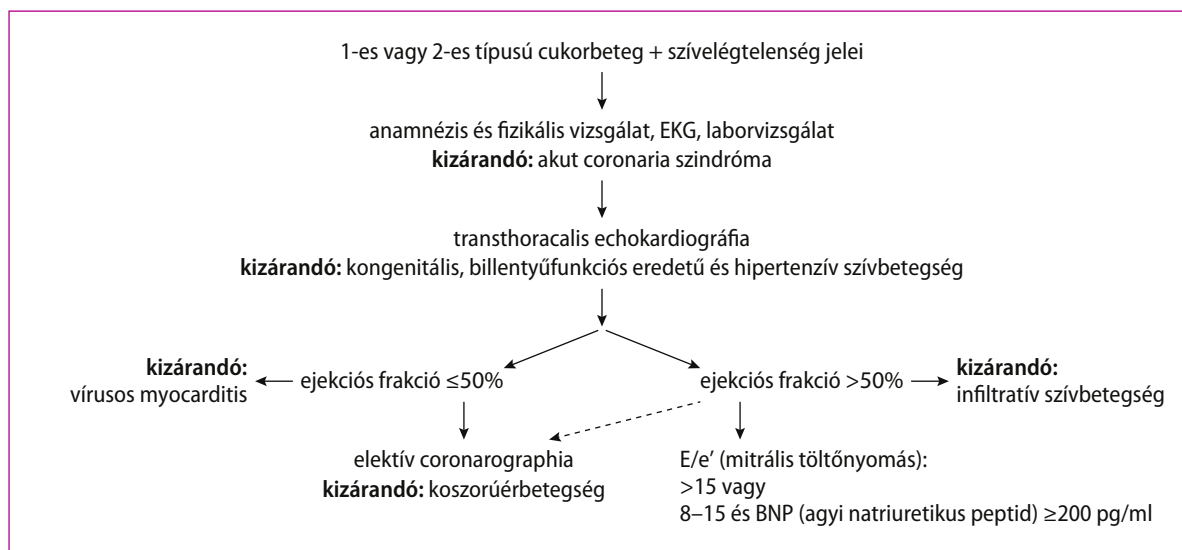 1-es vagy 2-es típusú cukorbeteg + szívelégtelenség jelei
anamnézis és fizikális vizsgálat, EKG, laborvizsgálat
kizárandó: akut coronaria szindróma
transthoracalis echokardiográfia
kizárandó: kongenitális, billentyűfunkciós eredetű és hipertenzív szívbetegség
kizárandó:
vírusos myocarditis
ejekciós frakció ≤50%
ejekciós frakció >50%
kizárandó:
infiltratív szívbetegség
elektív coronarographia
kizárandó: koszorúérbetegség
E/e’ (mitrális töltőnyomás):
>15 vagy
8–15 és BNP (agyi natriuretikus peptid) ≥200 pg/ml